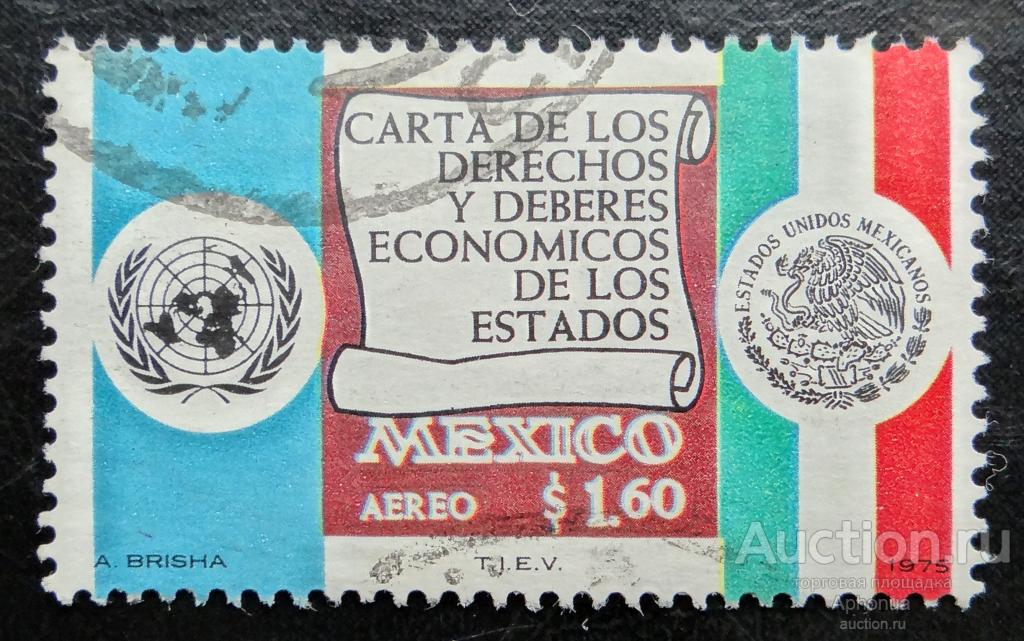 CARTA DE LOS
DERECHOS
Y DEBERES
ECONOMICOS
DE LOS
ESTADOS
ESTADOS UNIDOS MEXICANOS
MEXICO
AEREO $1.60
A. BRISHA T.I.E.V. 1975
Auction.ru
торговая площадка
Aphonua
auction.ru